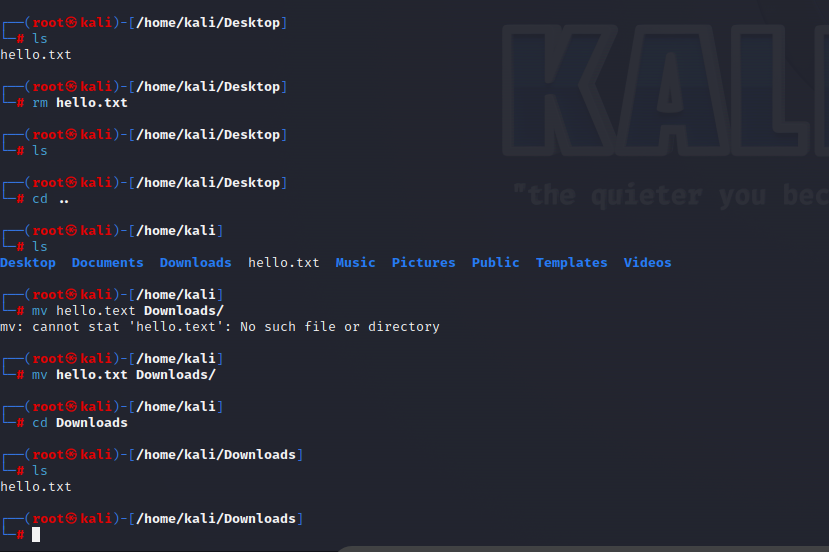 ┌──(root㉿kali)-[/home/kali/Desktop]
└─# ls
hello.txt
┌──(root㉿kali)-[/home/kali/Desktop]
└─# rm hello.txt
┌──(root㉿kali)-[/home/kali/Desktop]
└─# ls
┌──(root㉿kali)-[/home/kali/Desktop]
└─# cd ..
┌──(root㉿kali)-[/home/kali]
└─# ls
Desktop  Documents  Downloads  hello.txt  Music  Pictures  Public  Templates  Videos
┌──(root㉿kali)-[/home/kali]
└─# mv hello.text Downloads/
mv: cannot stat 'hello.text': No such file or directory
┌──(root㉿kali)-[/home/kali]
└─# mv hello.txt Downloads/
┌──(root㉿kali)-[/home/kali]
└─# cd Downloads
┌──(root㉿kali)-[/home/kali/Downloads]
└─# ls
hello.txt
┌──(root㉿kali)-[/home/kali/Downloads]
└─#
KALI
"the quieter you bec